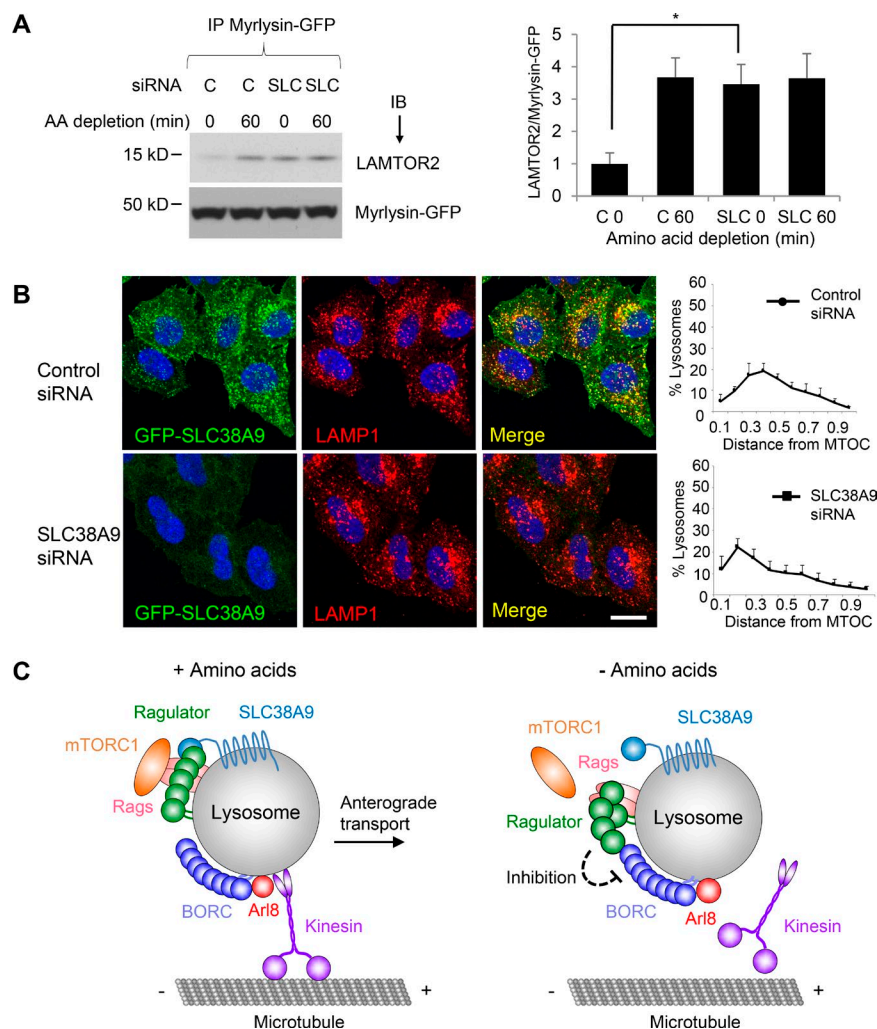 A
IP Myrlysin-GFP
siRNA C C SLC SLC
AA depletion (min) 0 60 0 60
IB
15 kD
LAMTOR2
50 kD
Myrlysin-GFP
*
LAMTOR2/Myrlysin-GFP
5
4
3
2
1
0
C 0 C 60 SLC 0 SLC 60
Amino acid depletion (min)
B
Control
siRNA
GFP-SLC38A9
LAMP1
Merge
% Lysosomes
60
50
40
30
20
10
0
Control
siRNA
0.1 0.3 0.5 0.7 0.9
Distance from MTOC
SLC38A9
siRNA
GFP-SLC38A9
LAMP1
Merge
% Lysosomes
60
50
40
30
20
10
0
SLC38A9
siRNA
0.1 0.3 0.5 0.7 0.9
Distance from MTOC
C
+ Amino acids
Ragulator
SLC38A9
mTORC1
Rags
Lysosome
Anterograde
transport
BORC
Arl8
Kinesin
- +
Microtubule
- Amino acids
SLC38A9
mTORC1
Rags
Ragulator
Lysosome
Inhibition
BORC
Arl8
Kinesin
- +
Microtubule